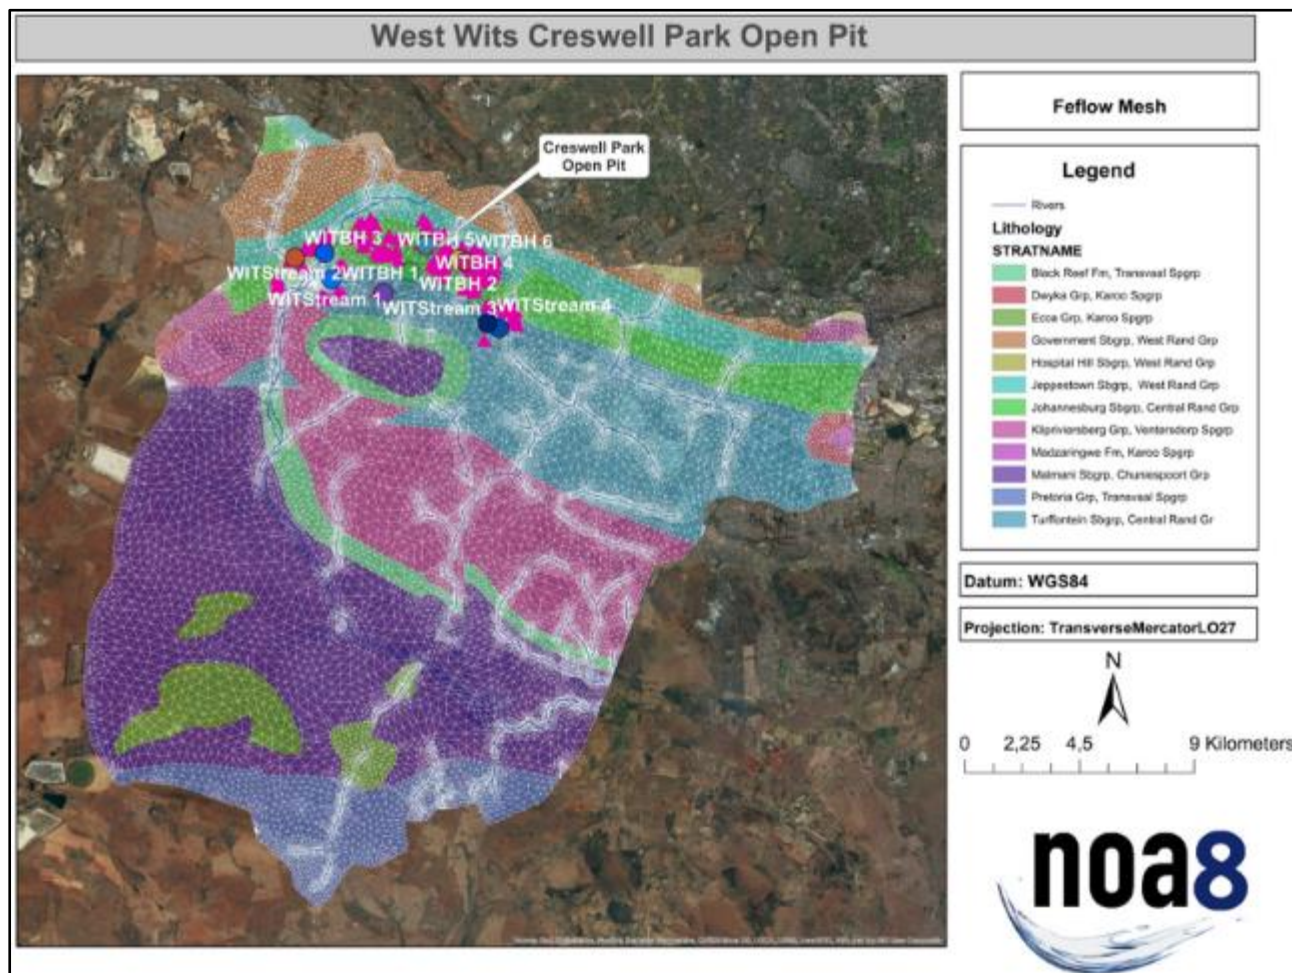 West Wits Creswell Park Open Pit
Creswell Park
Open Pit
WITBH 3
WITBH 5
WITBH 6
WITStream 2
WITBH 1
WITBH 4
WITBH 2
WITStream 1
WITStream 3
WITStream 4
Feflow Mesh
Legend
Rivers
Lithology
STRATNAME
Black Reef Fm, Transvaal Spgrp
Dwyka Grp, Karoo Spgrp
Ecca Grp, Karoo Spgrp
Government Sbgrp, West Rand Grp
Hospital Hill Sbgrp, West Rand Grp
Jeppestown Sbgrp, West Rand Grp
Johannesburg Sbgrp, Central Rand Grp
Klipriviersberg Grp, Ventersdorp Spgrp
Madzaringwe Fm, Karoo Spgrp
Malmani Sbgrp, Chuniespoort Grp
Pretoria Grp, Transvaal Spgrp
Turffontein Sbgrp, Central Rand Gr
Datum: WGS84
Projection: TransverseMercatorLO27
N
0 2,25 4,5 9 Kilometers
noa8